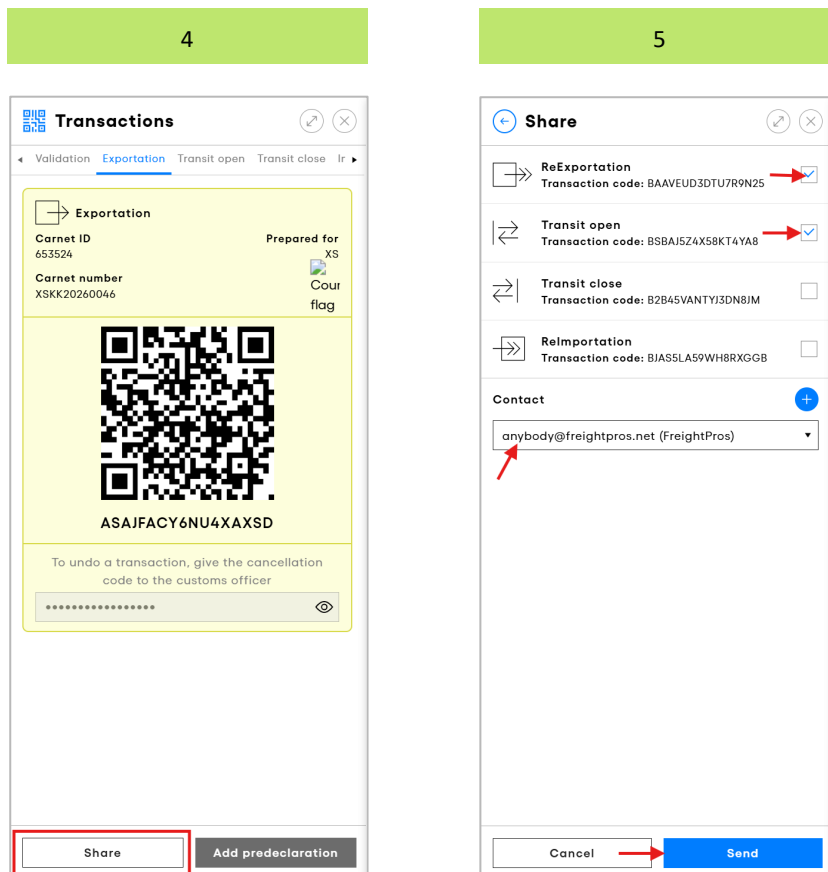 4
Transactions
Validation Exportation Transit open Transit close Ir
Exportation
Carnet ID
653524
Prepared for
XS
Carnet number
XSKK20260046
Cour
flag
ASAJFACY6NU4XAXSD
To undo a transaction, give the cancellation
code to the customs officer
•••••••••••••••••
Share
Add predeclaration
5
Share
ReExportation
Transaction code: BAAVEUD3DTU7R9N25
Transit open
Transaction code: BSBAJ5Z4X58KT4YA8
Transit close
Transaction code: B2B45VANTYJ3DN8JM
ReImportation
Transaction code: BJAS5LA59WH8RXGGB
Contact
anybody@freightpros.net (FreightPros)
Cancel
Send